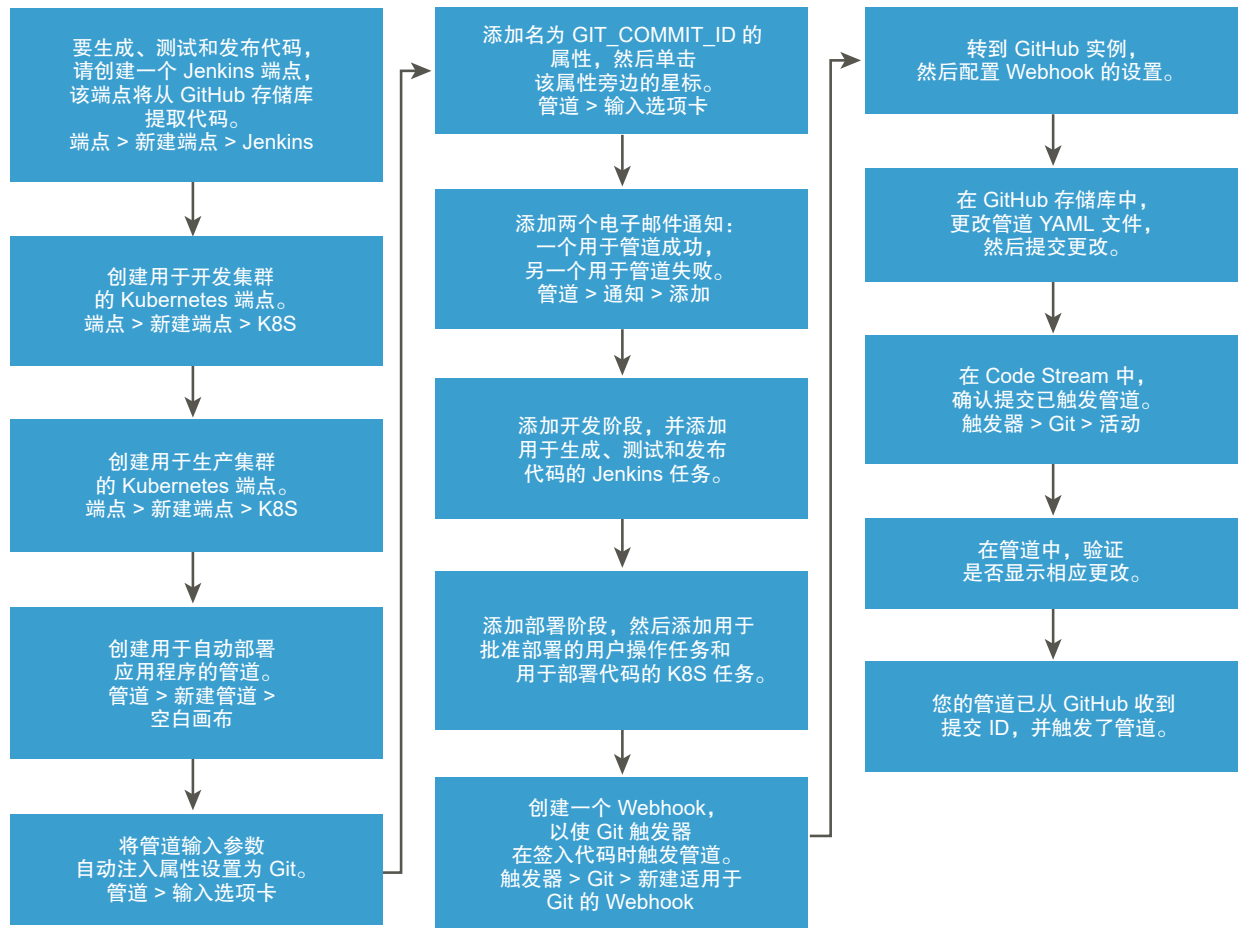 要生成、测试和发布代码，
请创建一个 Jenkins 端点，
该端点将从 GitHub 存储库
提取代码。
端点 > 新建端点 > Jenkins
创建用于开发集群
的 Kubernetes 端点。
端点 > 新建端点 > K8S
创建用于生产集群
的 Kubernetes 端点。
端点 > 新建端点 > K8S
创建用于自动部署
应用程序的管道。
管道 > 新建管道 >
空白画布
将管道输入参数
自动注入属性设置为 Git。
管道 > 输入选项卡
添加名为 GIT_COMMIT_ID 的
属性，然后单击
该属性旁边的星标。
管道 > 输入选项卡
添加两个电子邮件通知：
一个用于管道成功，
另一个用于管道失败。
管道 > 通知 > 添加
添加开发阶段，并添加
用于生成、测试和发布
代码的 Jenkins 任务。
添加部署阶段，然后添加用于
批准部署的用户操作任务和
用于部署代码的 K8S 任务。
创建一个 Webhook，
以使 Git 触发器
在签入代码时触发管道。
触发器 > Git > 新建适用于
Git 的 Webhook
转到 GitHub 实例，
然后配置 Webhook 的设置。
在 GitHub 存储库中，
更改管道 YAML 文件，
然后提交更改。
在 Code Stream 中，
确认提交已触发管道。
触发器 > Git > 活动
在管道中，验证
是否显示相应更改。
您的管道已从 GitHub 收到
提交 ID，并触发了管道。